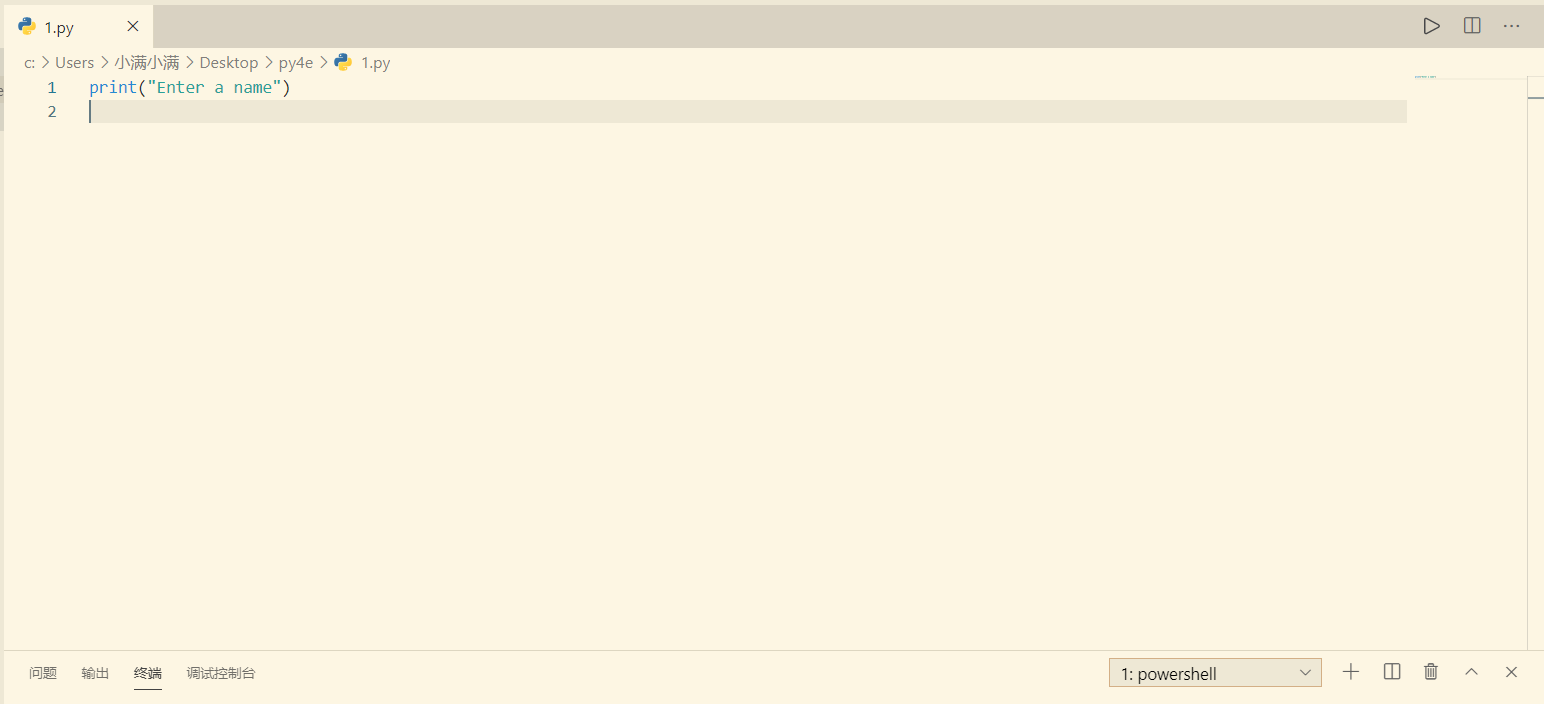 1.py
c: > Users > 小满小满 > Desktop > py4e > 1.py
1 print("Enter a name")
2
问题 输出 终端 调试控制台 1: powershell